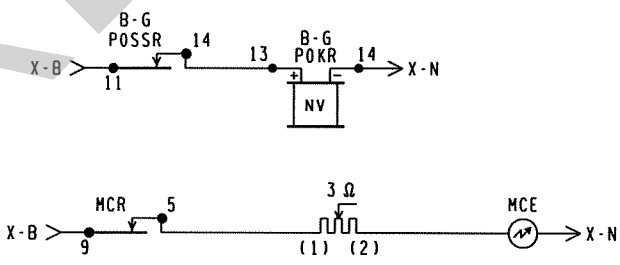 B-G
POSSR
14
B-G
POKR
13
14
X-B
11
+
-
X-N
NV
MCR
5
3 Ω
MCE
X-B
9
(1)
(2)
X-N